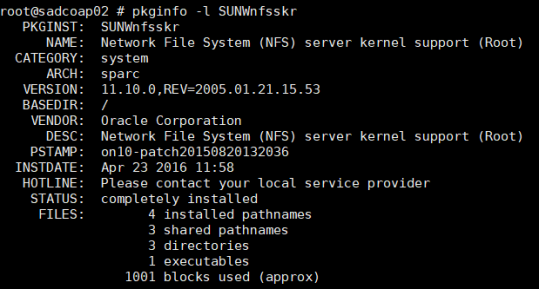 root@sadcoap02 # pkginfo -l SUNWnfsskr
PKGINST:  SUNWnfsskr
NAME:  Network File System (NFS) server kernel support (Root)
CATEGORY:  system
ARCH:  sparc
VERSION:  11.10.0,REV=2005.01.21.15.53
BASEDIR:  /
VENDOR:  Oracle Corporation
DESC:  Network File System (NFS) server kernel support (Root)
PSTAMP:  on10-patch20150820132036
INSTDATE:  Apr 23 2016 11:58
HOTLINE:  Please contact your local service provider
STATUS:  completely installed
FILES:        4 installed pathnames
3 shared pathnames
3 directories
1 executables
1001 blocks used (approx)